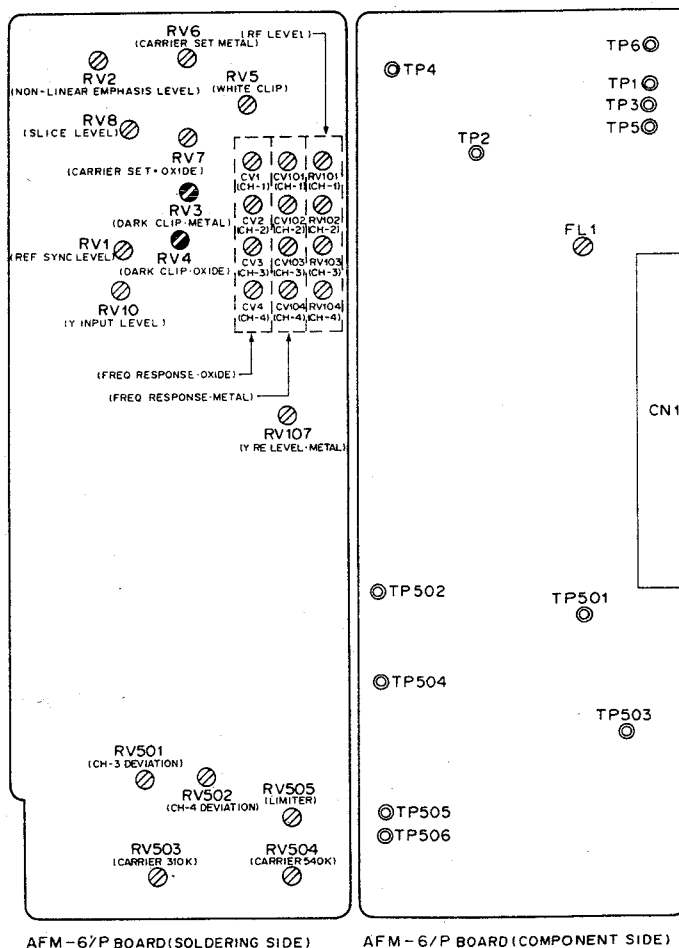 RV6
(CARRIER SET METAL)
(RF LEVEL)
RV2
(NON-LINEAR EMPHASIS LEVEL)
RV5
(WHITE CLIP)
RV8
(SLICE LEVEL)
RV7
(CARRIER SET·OXIDE)
CV1 CV101 RV101
(CH-1) (CH-1) (CH-1)
RV3
(DARK CLIP·METAL)
CV2 CV102 RV102
(CH-2) (CH-2) (CH-2)
RV1
(REF SYNC LEVEL)
RV4
(DARK CLIP·OXIDE)
CV3 CV103 RV103
(CH-3) (CH-3) (CH-3)
RV10
(Y INPUT LEVEL)
CV4 CV104 RV104
(CH-4) (CH-4) (CH-4)
(FREQ RESPONSE·OXIDE)
(FREQ RESPONSE·METAL)
RV107
(Y RE LEVEL·METAL)
RV501
(CH-3 DEVIATION)
RV502
(CH-4 DEVIATION)
RV505
(LIMITER)
RV503
(CARRIER 310K)
RV504
(CARRIER 540K)
AFM-6/P BOARD (SOLDERING SIDE)
TP6
TP4
TP1
TP3
TP5
TP2
FL1
CN1
TP502
TP501
TP504
TP503
TP505
TP506
AFM-6/P BOARD (COMPONENT SIDE)